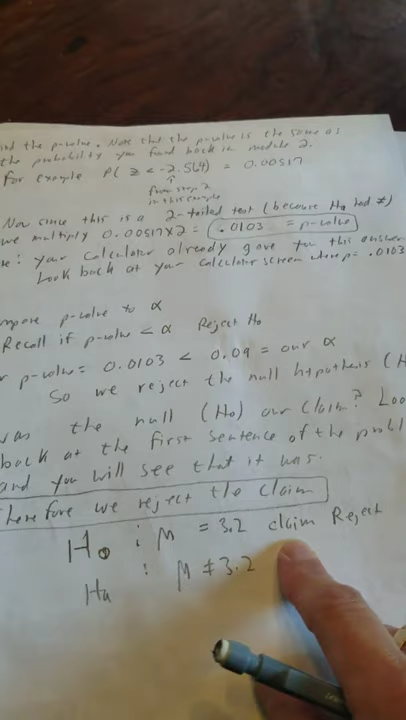 nd the p-value. Note that the p-value is the same as
the probability you found back in module 2.
For example P(z < -2.564) = 0.00517
↑
from step 2
in this example
Now since this is a 2-tailed test (because Ha had ≠)
we multiply 0.00517x2 = .0103 = p-value
te: your calculator already gave you this answer
Look back at your calculator screen where p= .0103
mpare p-value to α
Recall if p-value < α Reject Ho
r p-value = 0.0103 < 0.09 = our α
So we reject the null hypothesis (H
was the null (Ho) our claim? Loo
back at the first sentence of the probl
and you will see that it was.
Therefore we reject the claim
Ho : M = 3.2 claim Reject
Ha : M ≠ 3.2